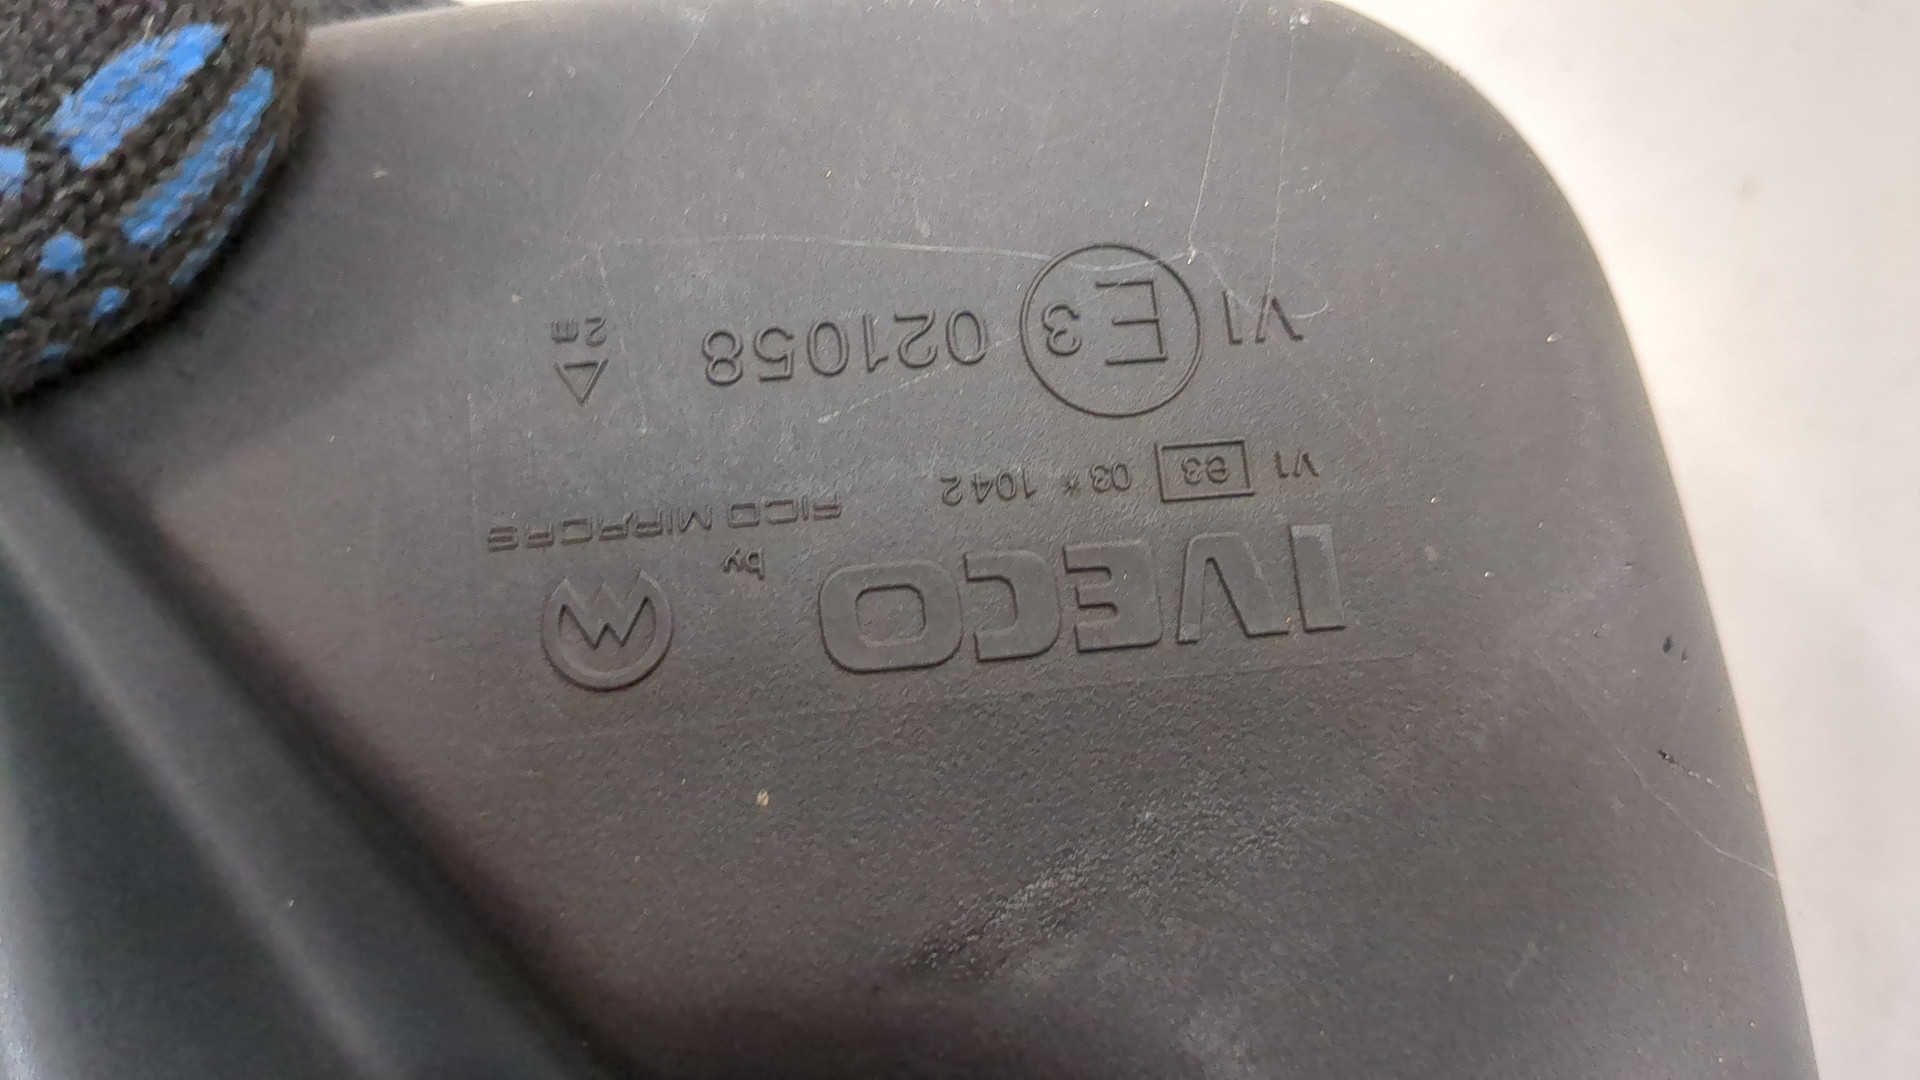 IVECO by
V1 e3 03*1042 RICO MIRRORS
V1 E3 021058 2m